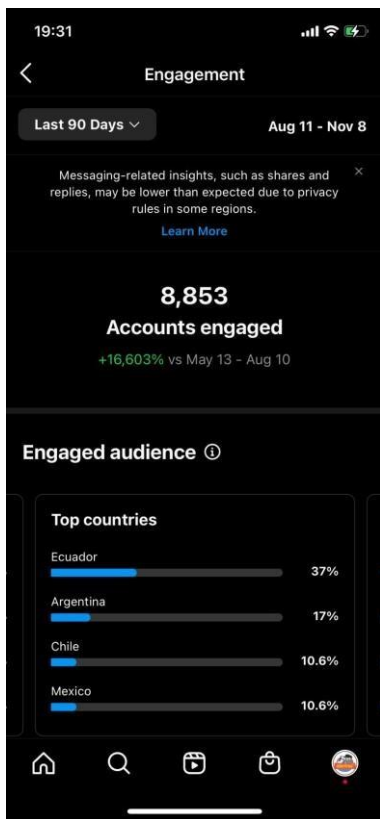 19:31
Engagement
Last 90 Days
Aug 11 - Nov 8
Messaging-related insights, such as shares and
replies, may be lower than expected due to privacy
rules in some regions.
Learn More
8,853
Accounts engaged
+16,603% vs May 13 - Aug 10
Engaged audience
Top countries
Ecuador
37%
Argentina
17%
Chile
10.6%
Mexico
10.6%